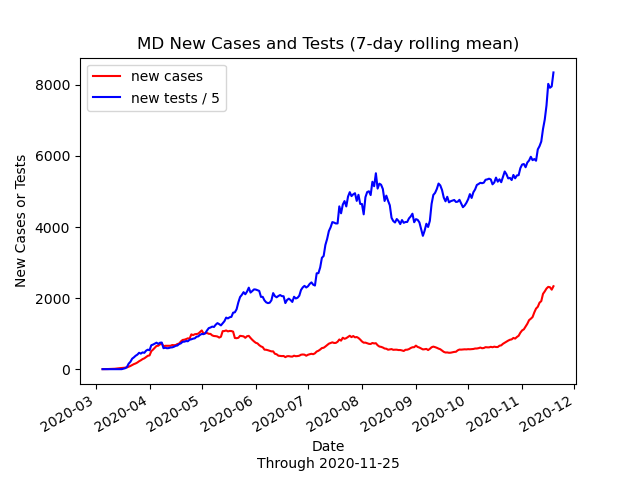 MD New Cases and Tests (7-day rolling mean)
new cases
new tests / 5
New Cases or Tests
8000
6000
4000
2000
0
2020-03
2020-04
2020-05
2020-06
2020-07
2020-08
2020-09
2020-10
2020-11
2020-12
Date
Through 2020-11-25